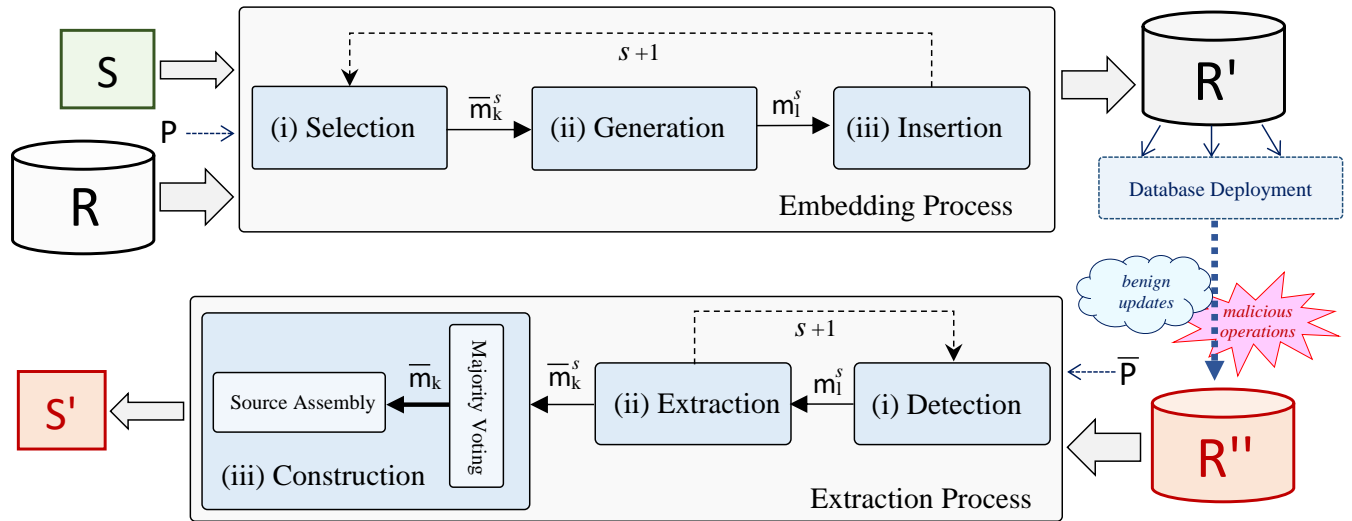 S
P
R
s+1
(i) Selection
m̅ₖˢ
(ii) Generation
mₗˢ
(iii) Insertion
Embedding Process
R'
Database Deployment
benign
updates
malicious
operations
P̅
R''
s+1
(i) Detection
mₗˢ
(ii) Extraction
m̅ₖˢ
Majority Voting
m̅ₖ
Source Assembly
(iii) Construction
Extraction Process
S'